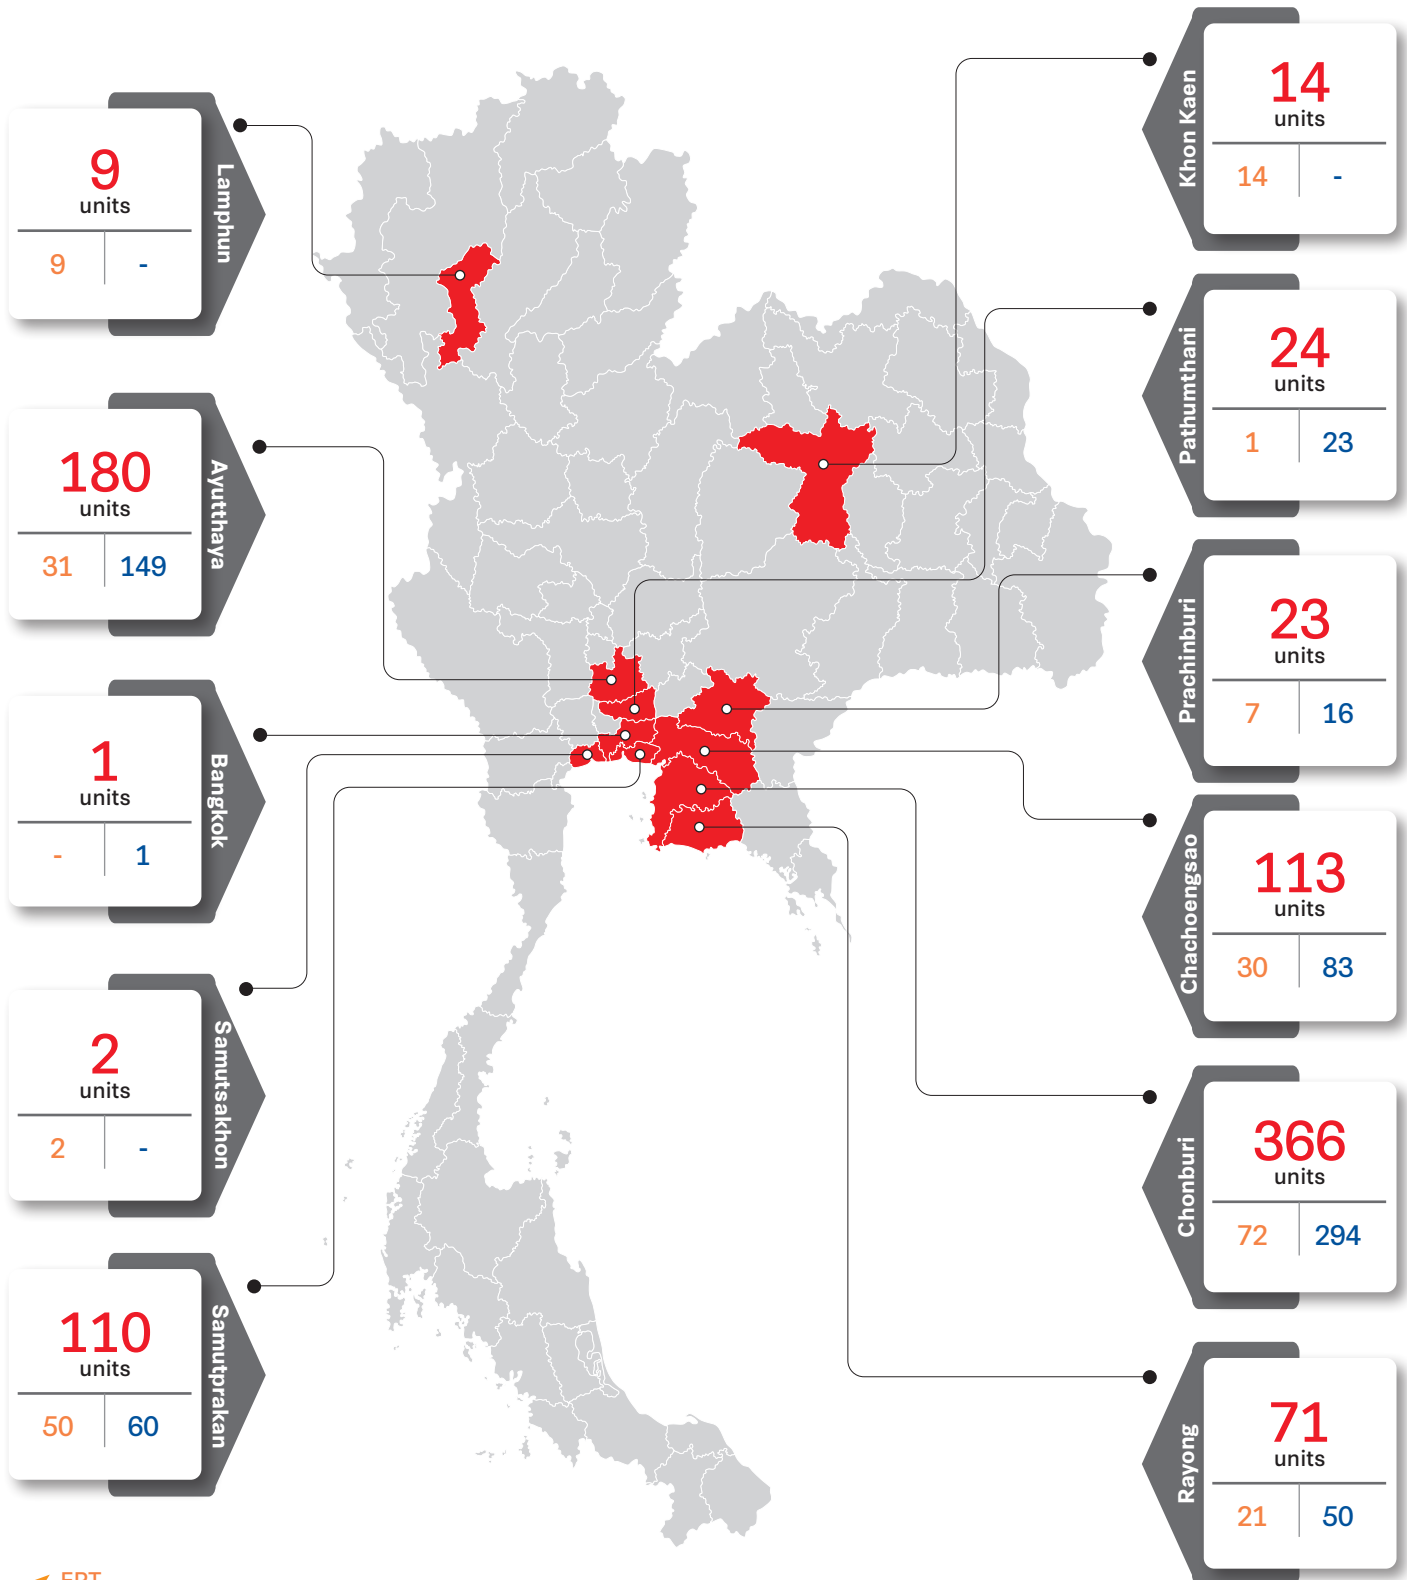 Lamphun
9
units
9
-
Ayutthaya
180
units
31
149
Bangkok
1
units
-
1
Samutsakhon
2
units
2
-
Samutprakan
110
units
50
60
Khon Kaen
14
units
14
-
Pathumthani
24
units
1
23
Prachinburi
23
units
7
16
Chachoengsao
113
units
30
83
Chonburi
366
units
72
294
Rayong
71
units
21
50